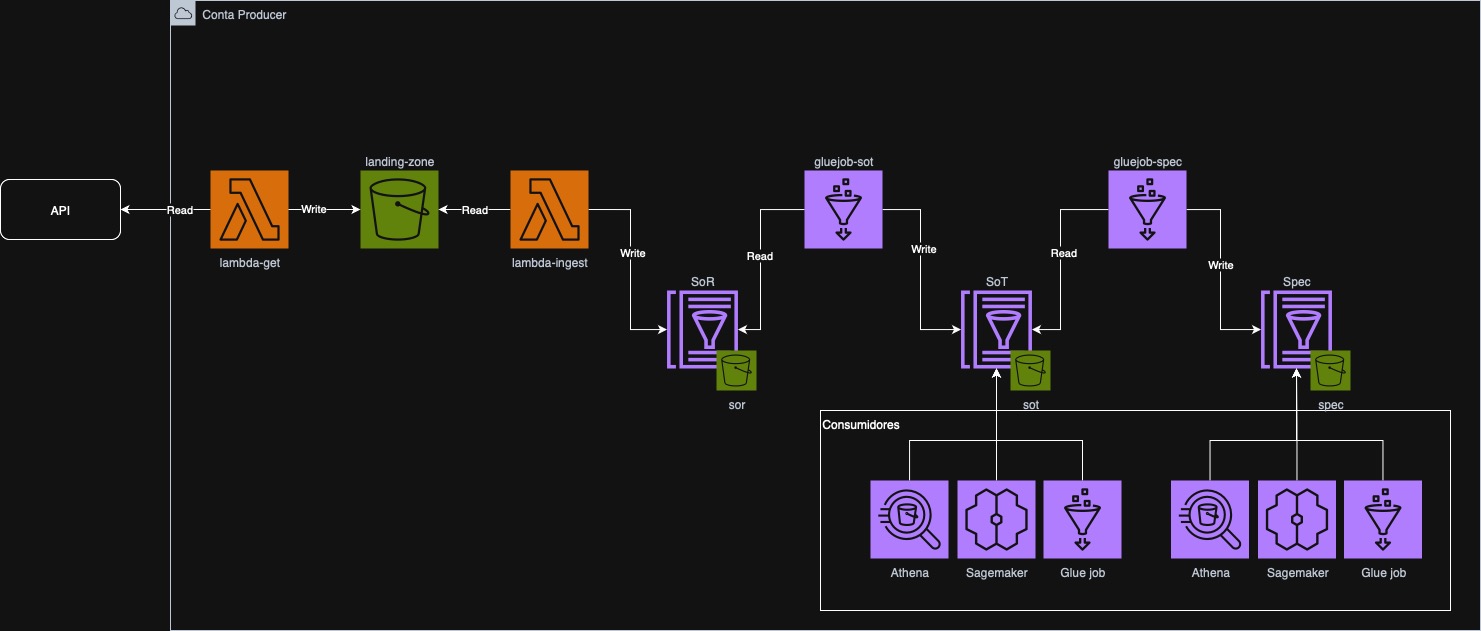 Conta Producer
landing-zone
gluejob-sot
gluejob-spec
API
Read
Write
Read
lambda-get
lambda-ingest
Write
Read
Write
Read
Write
SoR
SoT
Spec
sor
sot
spec
Consumidores
Athena
Sagemaker
Glue job
Athena
Sagemaker
Glue job